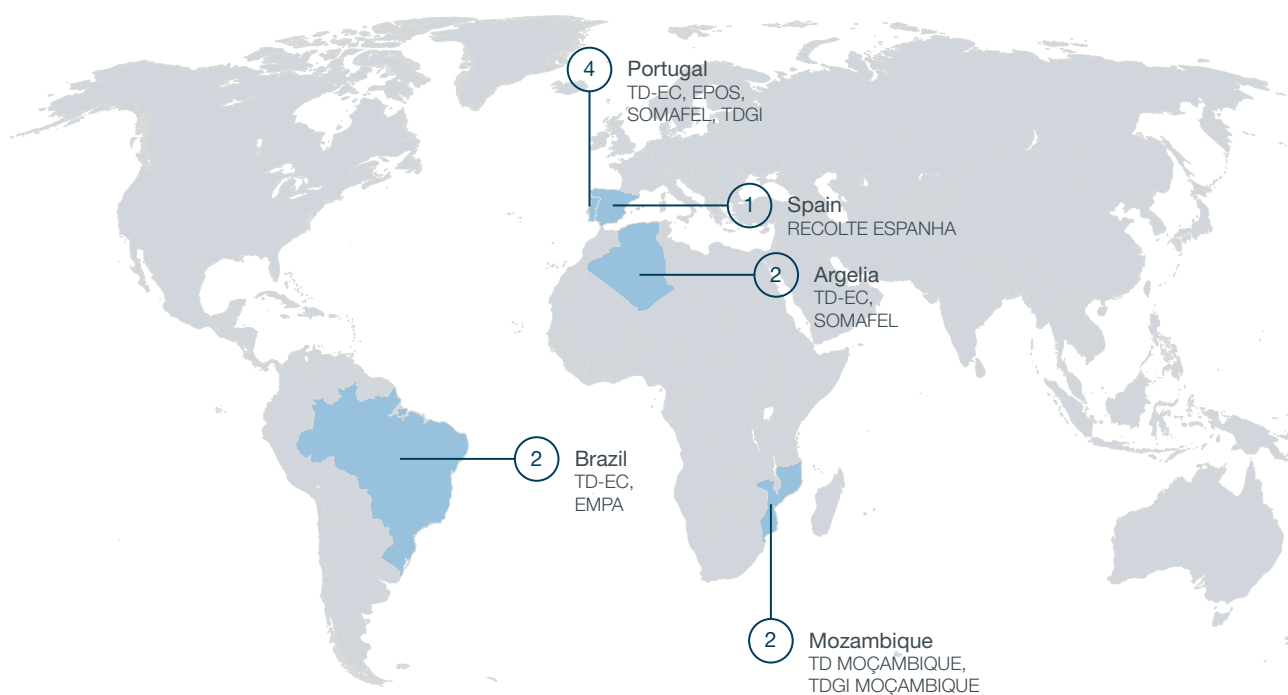 4
Portugal
TD-EC, EPOS,
SOMAFEL, TDGI
1
Spain
RECOLTE ESPANHA
2
Argelia
TD-EC,
SOMAFEL
2
Brazil
TD-EC,
EMPA
2
Mozambique
TD MOÇAMBIQUE,
TDGI MOÇAMBIQUE